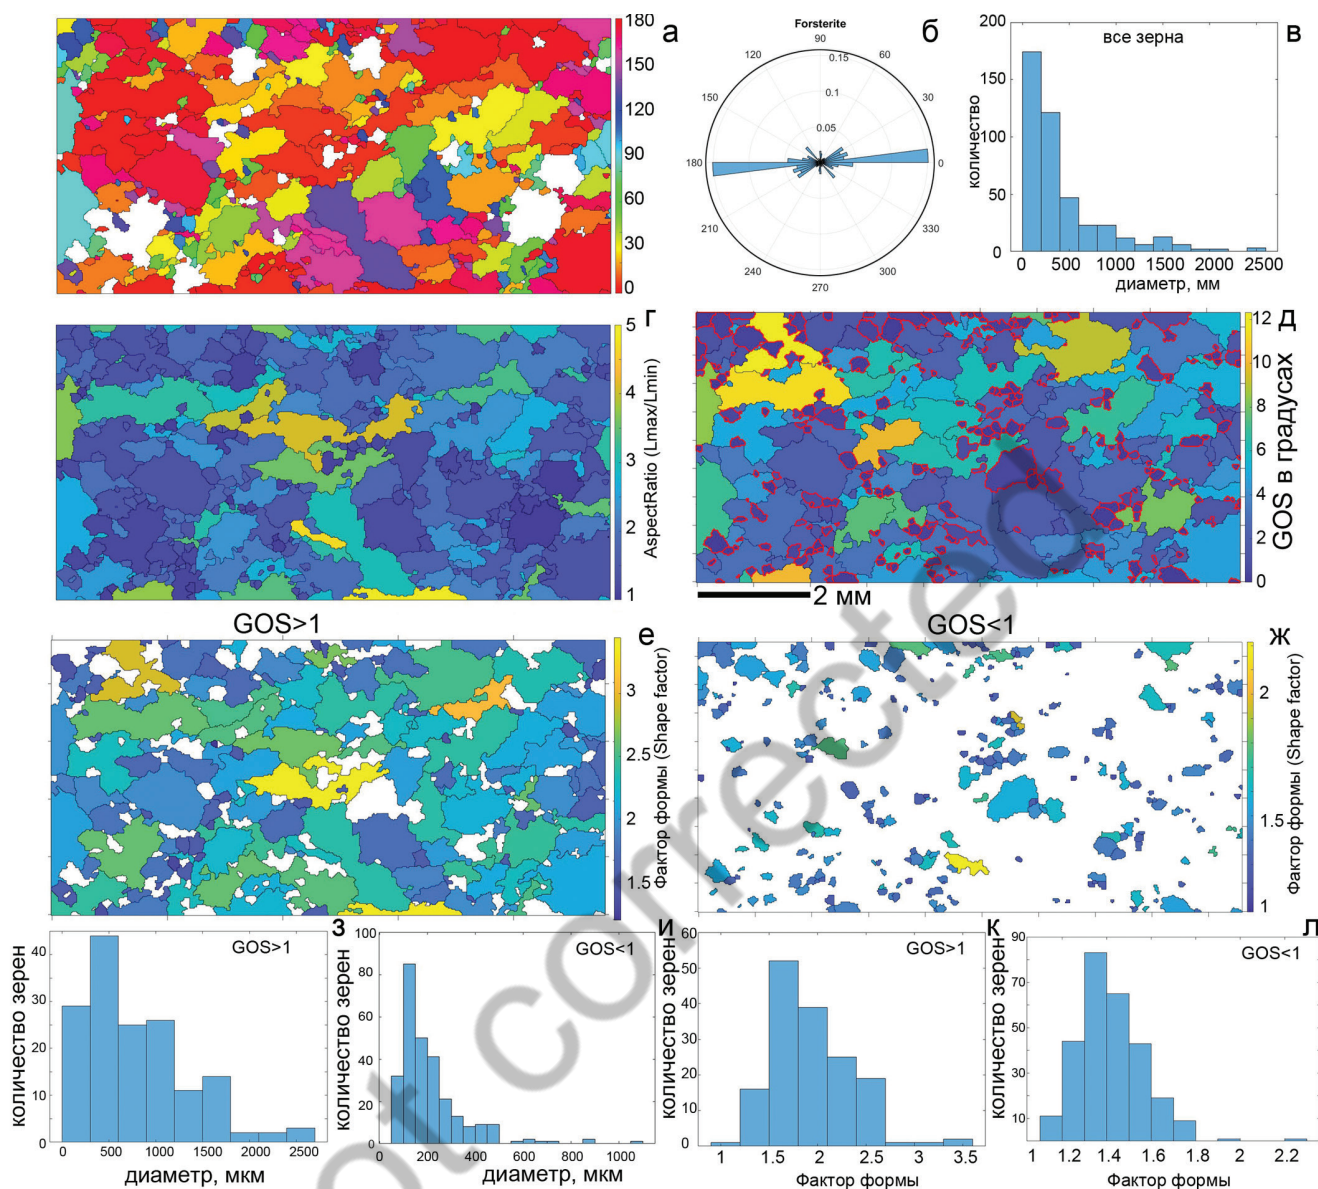 180
150
120
90
60
30
0
а
Forsterite
90
60
30
0
330
300
270
240
210
180
150
120
0.15
0.1
0.05
б
все зерна
в
количество
200
150
100
50
0
0 500 1000 1500 2000 2500
диаметр, мм
г
5
4
3
2
1
AspectRatio (Lmax/Lmin)
д
12
10
8
6
4
2
0
GOS в градусах
2 мм
GOS>1
е
3
2.5
2
1.5
Фактор формы (Shape factor)
GOS<1
ж
2
1.5
1
Фактор формы (Shape factor)
з
GOS>1
количество зерен
40
30
20
10
0
0 500 1000 1500 2000 2500
диаметр, мкм
и
GOS<1
количество зерен
100
80
60
40
20
0
0 200 400 600 800 1000
диаметр, мкм
к
GOS>1
количество зерен
60
50
40
30
20
10
0
1 1.5 2 2.5 3 3.5
Фактор формы
л
GOS<1
количество зерен
90
70
50
30
10
1 1.2 1.4 1.6 1.8 2 2.2
Фактор формы
ot corrected